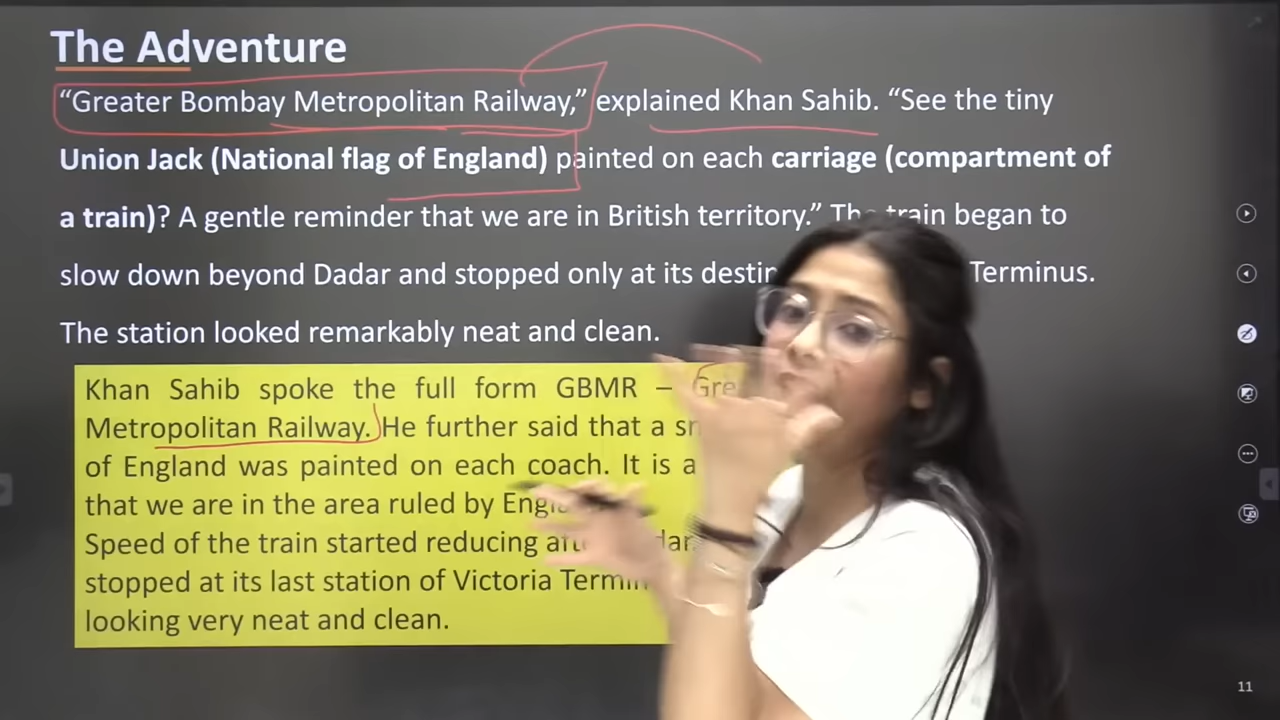 The Adventure
“Greater Bombay Metropolitan Railway,” explained Khan Sahib. “See the tiny
Union Jack (National flag of England) painted on each carriage (compartment of
a train)? A gentle reminder that we are in British territory.” The train began to
slow down beyond Dadar and stopped only at its Terminus.
The station looked remarkably neat and clean.
Khan Sahib spoke the full form GBMR –
Metropolitan Railway. He further said that a
of England was painted on each coach. It is a
that we are in the area ruled by
Speed of the train started reducing
stopped at its last station of Victoria
looking very neat and clean.
11